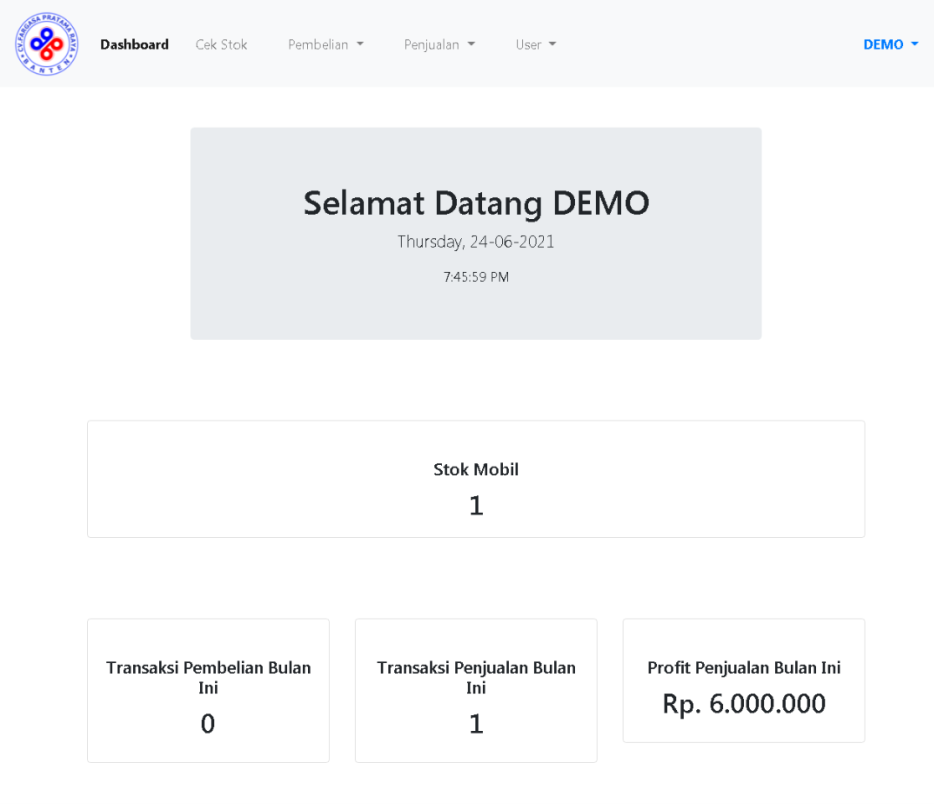 CV. PARGASA PRATAMA RAYA
BANTEN
Dashboard Cek Stok Pembelian Penjualan User DEMO
Selamat Datang DEMO
Thursday, 24-06-2021
7:45:59 PM
Stok Mobil
1
Transaksi Pembelian Bulan
Ini
0
Transaksi Penjualan Bulan
Ini
1
Profit Penjualan Bulan Ini
Rp. 6.000.000